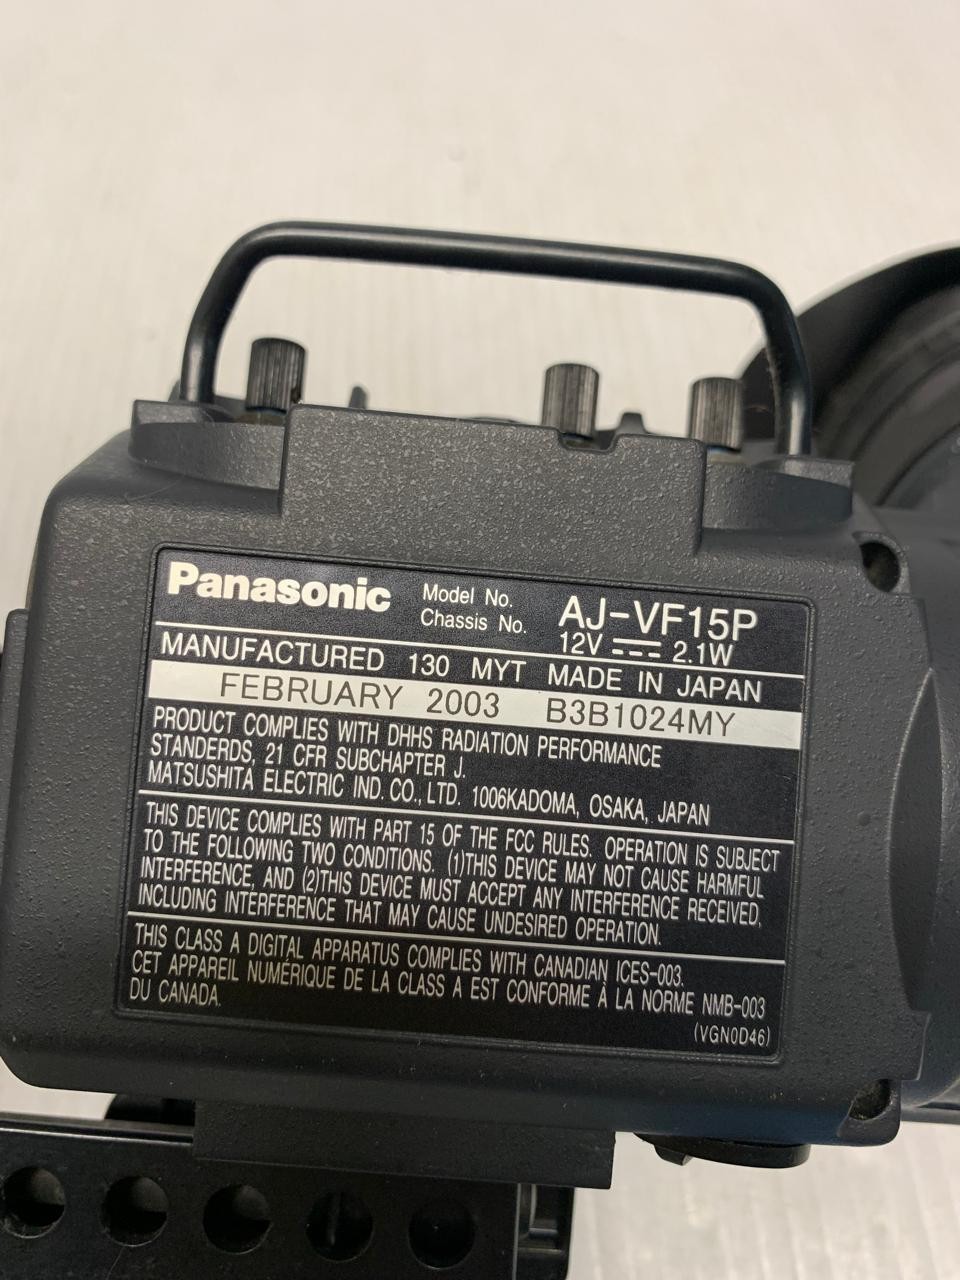 Panasonic Model No. AJ-VF15P
Chassis No. 12V ⎓ 2.1W
MANUFACTURED 130 MYT MADE IN JAPAN
FEBRUARY 2003 B3B1024MY
PRODUCT COMPLIES WITH DHHS RADIATION PERFORMANCE
STANDERDS, 21 CFR SUBCHAPTER J.
MATSUSHITA ELECTRIC IND. CO., LTD. 1006KADOMA, OSAKA, JAPAN
THIS DEVICE COMPLIES WITH PART 15 OF THE FCC RULES. OPERATION IS SUBJECT
TO THE FOLLOWING TWO CONDITIONS. (1)THIS DEVICE MAY NOT CAUSE HARMFUL
INTERFERENCE, AND (2)THIS DEVICE MUST ACCEPT ANY INTERFERENCE RECEIVED,
INCLUDING INTERFERENCE THAT MAY CAUSE UNDESIRED OPERATION.
THIS CLASS A DIGITAL APPARATUS COMPLIES WITH CANADIAN ICES-003.
CET APPAREIL NUMÉRIQUE DE LA CLASS A EST CONFORME À LA NORME NMB-003
DU CANADA.
(VGN0D46)